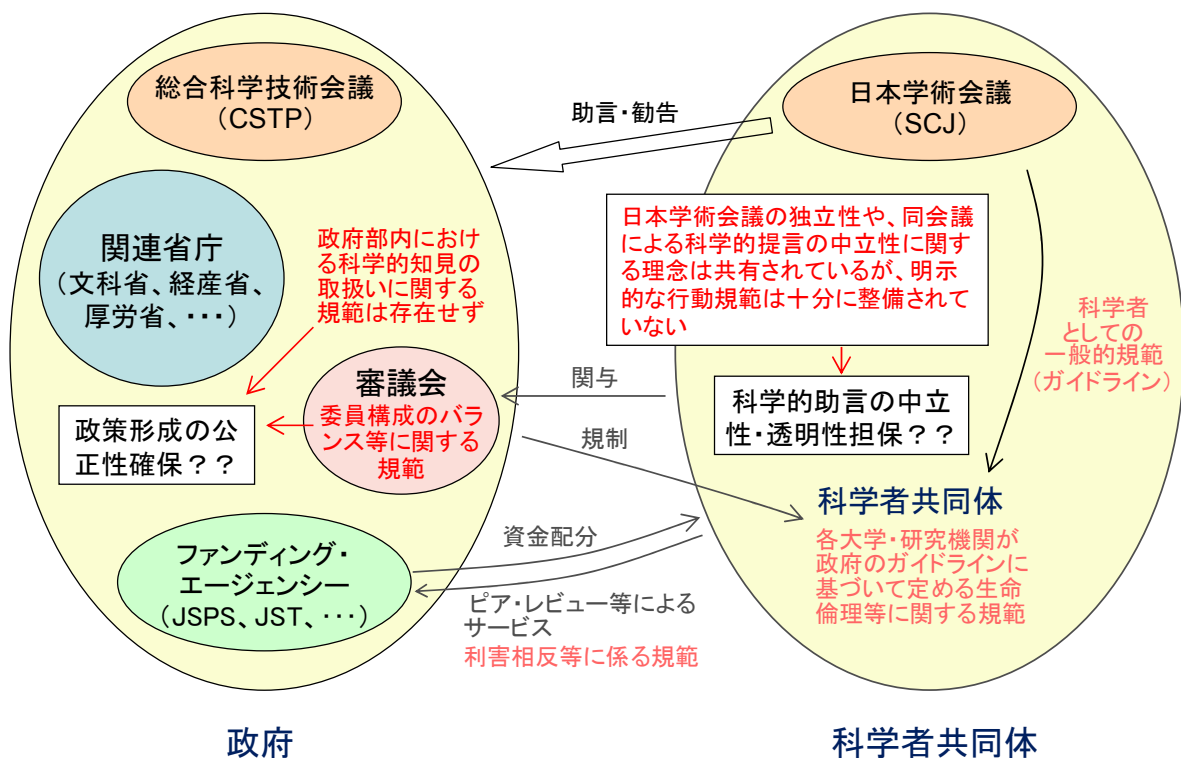 総合科学技術会議
（CSTP）
関連省庁
（文科省、経産省、
厚労省、・・・）
政府部内におけ
る科学的知見の
取扱いに関する
規範は存在せず
審議会
委員構成のバラ
ンス等に関する
規範
政策形成の公
正性確保？？
ファンディング・
エージェンシー
（JSPS、JST、・・・）
政府
助言・勧告
関与
規制
資金配分
ピア・レビュー等による
サービス
利害相反等に係る規範
日本学術会議
（SCJ）
日本学術会議の独立性や、同会議
による科学的提言の中立性に関す
る理念は共有されているが、明示
的な行動規範は十分に整備されて
いない
科学的助言の中立
性・透明性担保？？
科学者
としての
一般的規範
（ガイドライン）
科学者共同体
各大学・研究機関が
政府のガイドラインに
基づいて定める生命
倫理等に関する規範
科学者共同体